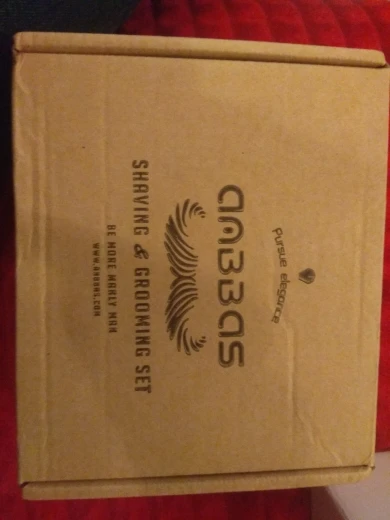 Pursue elegance
ANBBAS
SHAVING & GROOMING SET
BE MORE MANLY MAN
WWW.ANBBAS.COM